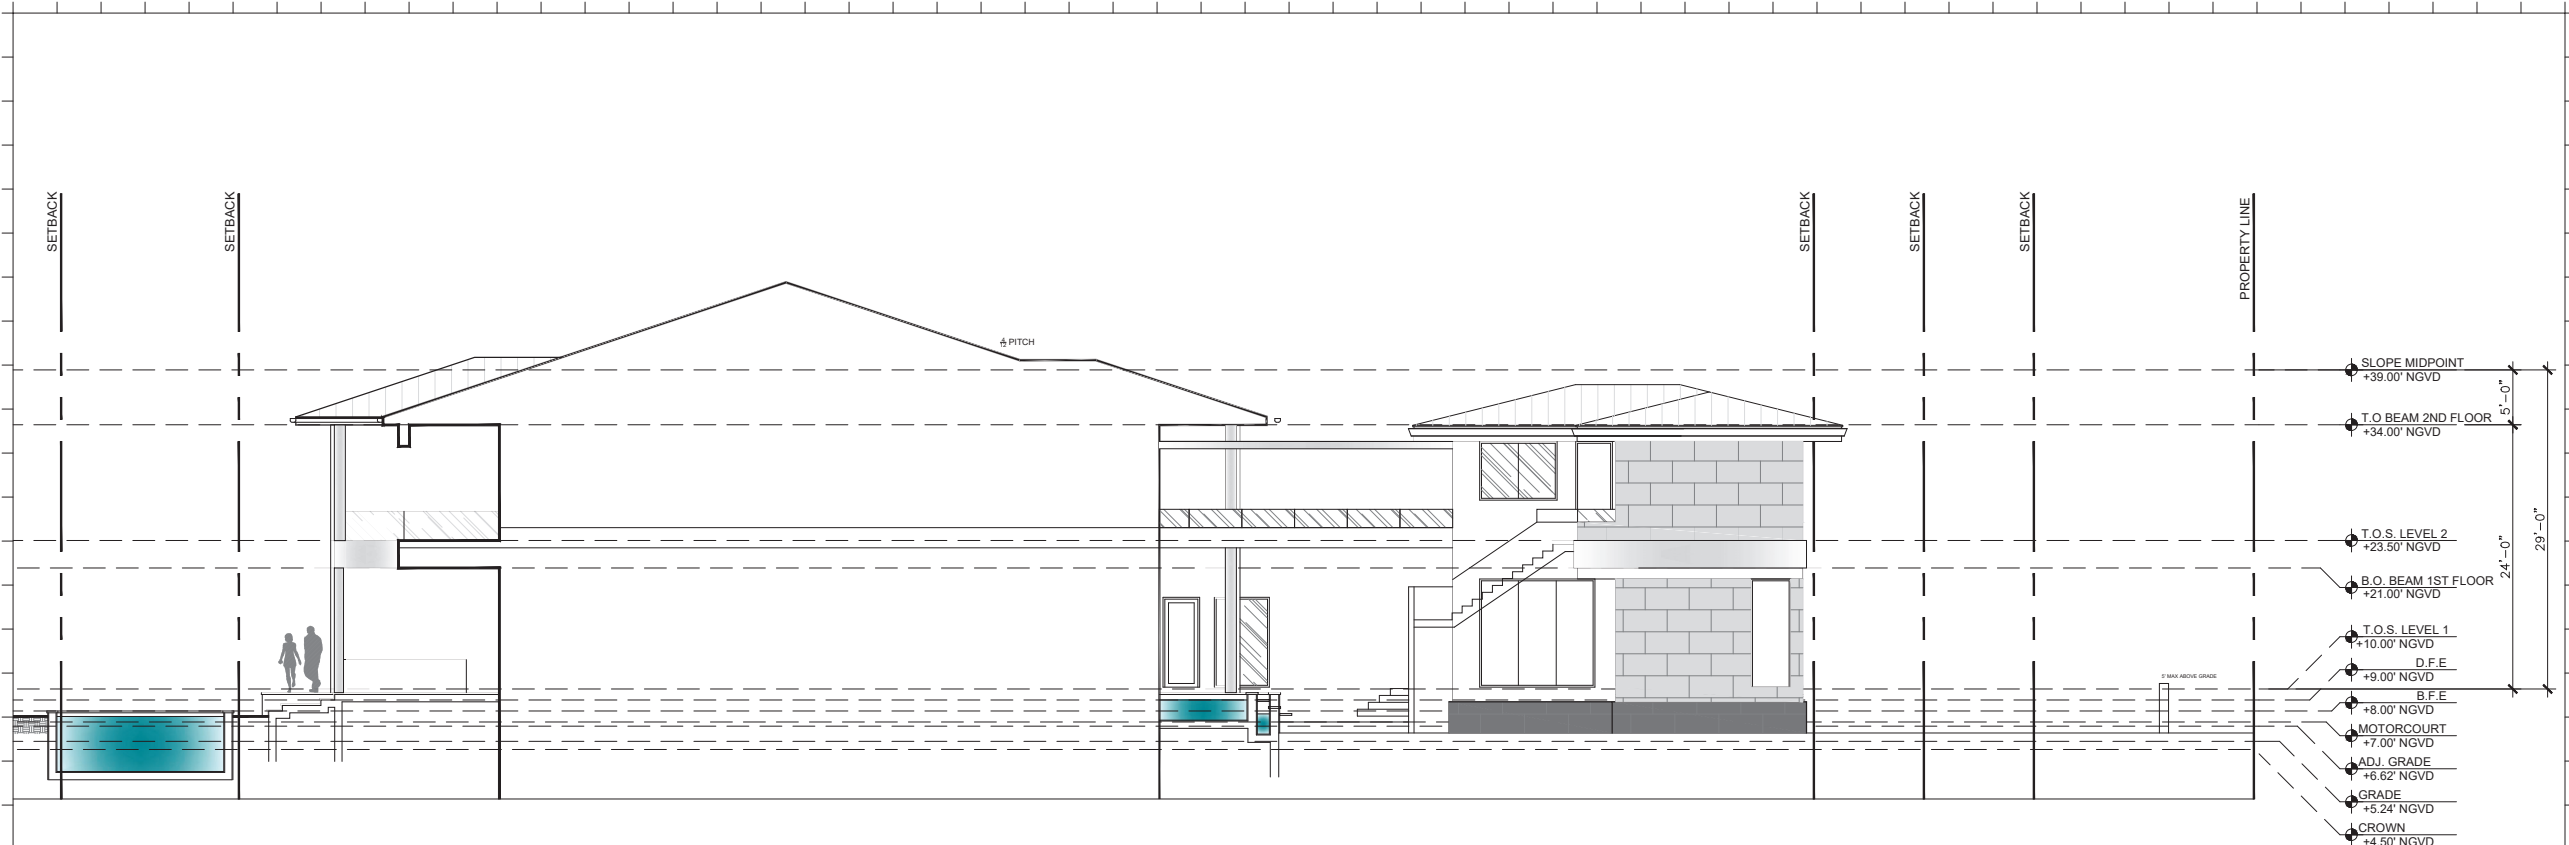 SETBACK
SETBACK
SETBACK
SETBACK
SETBACK
PROPERTY LINE
4/12 PITCH
SLOPE MIDPOINT
+39.00' NGVD
5'-0"
T.O BEAM 2ND FLOOR
+34.00' NGVD
T.O.S. LEVEL 2
+23.50' NGVD
24'-0"
29'-0"
B.O. BEAM 1ST FLOOR
+21.00' NGVD
T.O.S. LEVEL 1
+10.00' NGVD
D.F.E
+9.00' NGVD
5' MAX ABOVE GRADE
B.F.E
+8.00' NGVD
MOTORCOURT
+7.00' NGVD
ADJ. GRADE
+6.62' NGVD
GRADE
+5.24' NGVD
CROWN
+4.50' NGVD